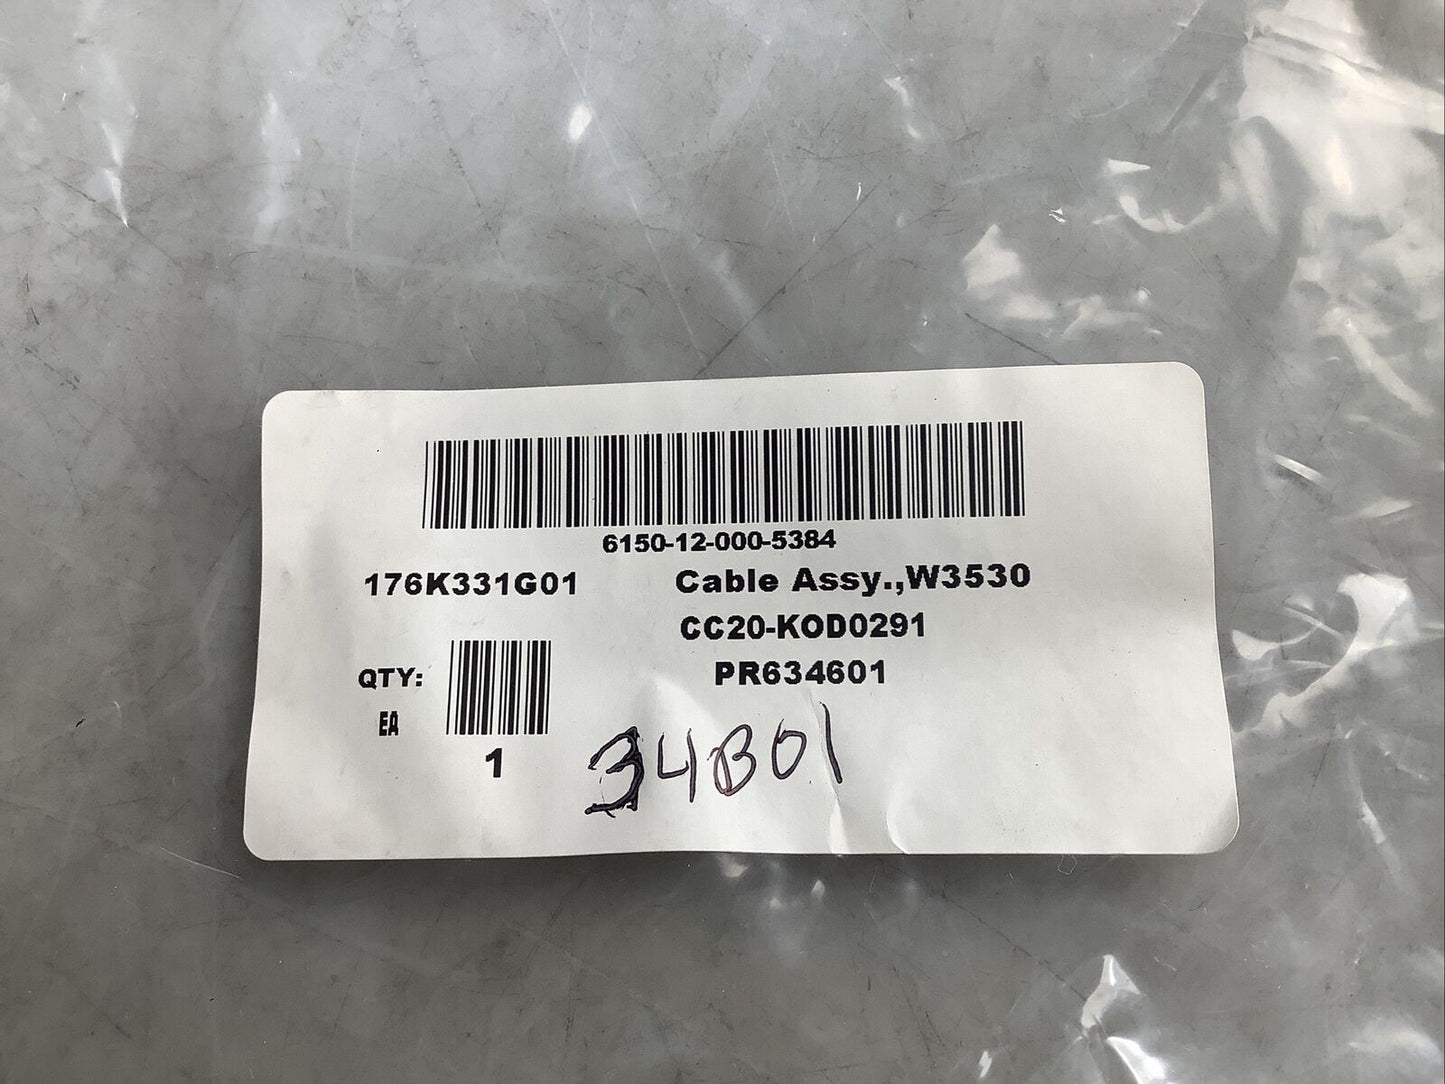 6150-12-000-5384
176K331G01 Cable Assy.,W3530
CC20-KOD0291
QTY: PR634601
EA
1
34B01